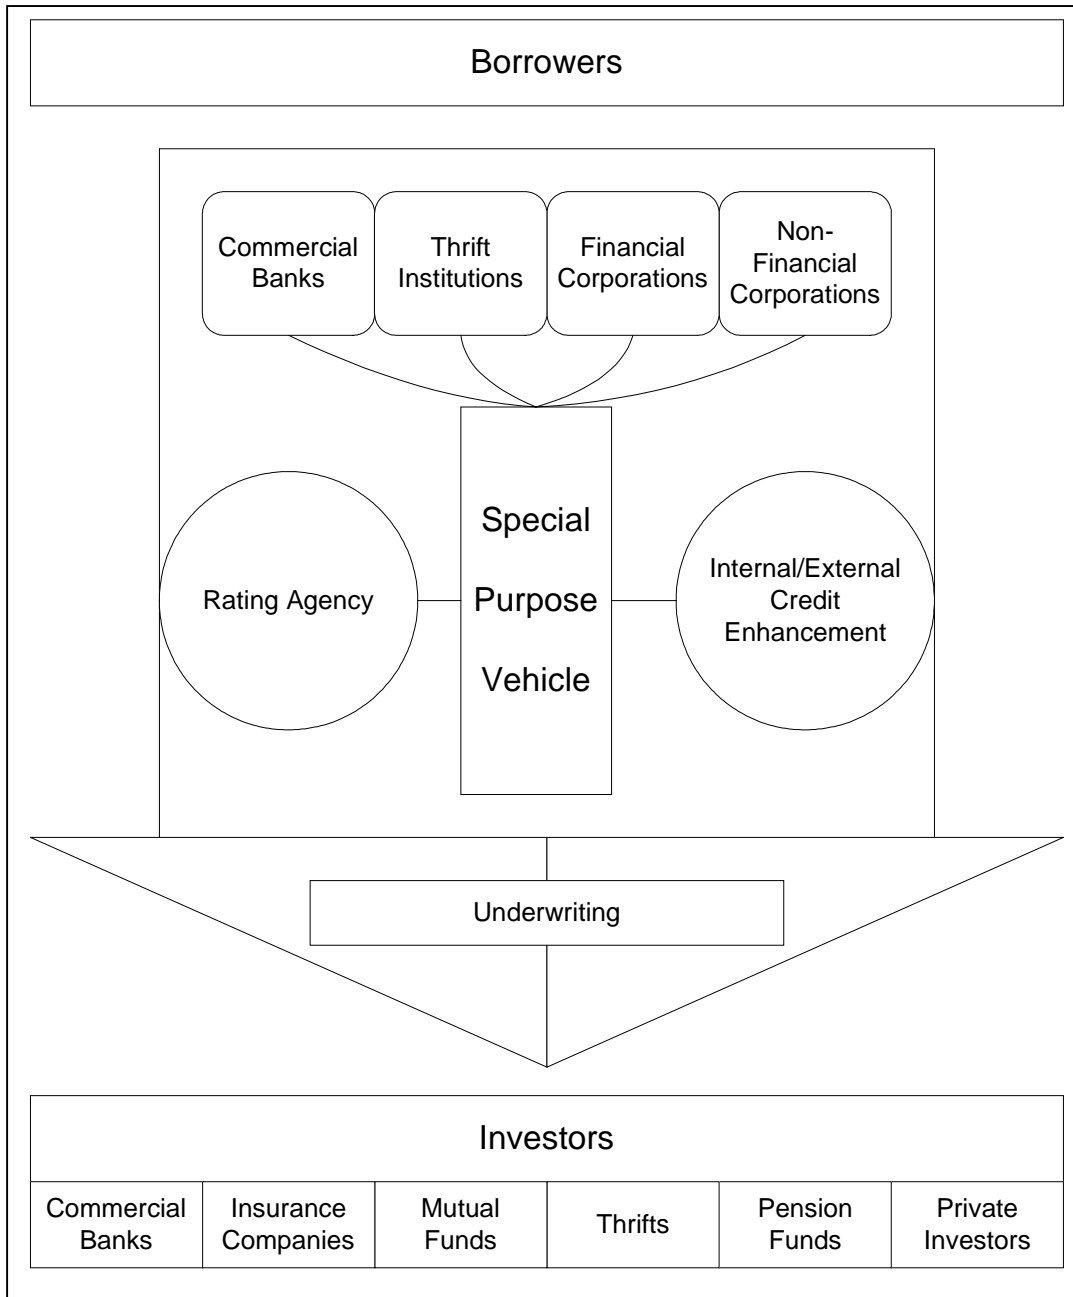 Borrowers
Commercial
Banks
Thrift
Institutions
Financial
Corporations
Non-
Financial
Corporations
Special
Purpose
Vehicle
Rating Agency
Internal/External
Credit
Enhancement
Underwriting
Investors
Commercial
Banks
Insurance
Companies
Mutual
Funds
Thrifts
Pension
Funds
Private
Investors